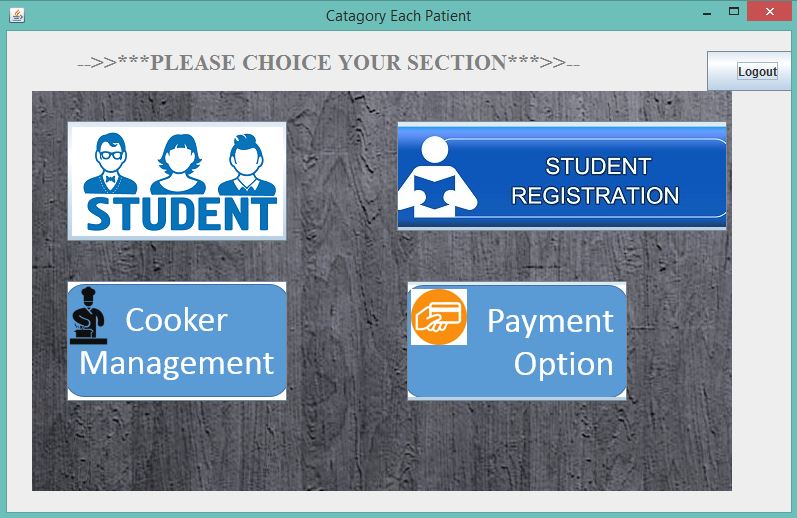 Catagory Each Patient
-->>***PLEASE CHOICE YOUR SECTION***>>--
Logout
STUDENT
STUDENT
REGISTRATION
Cooker
Management
Payment
Option